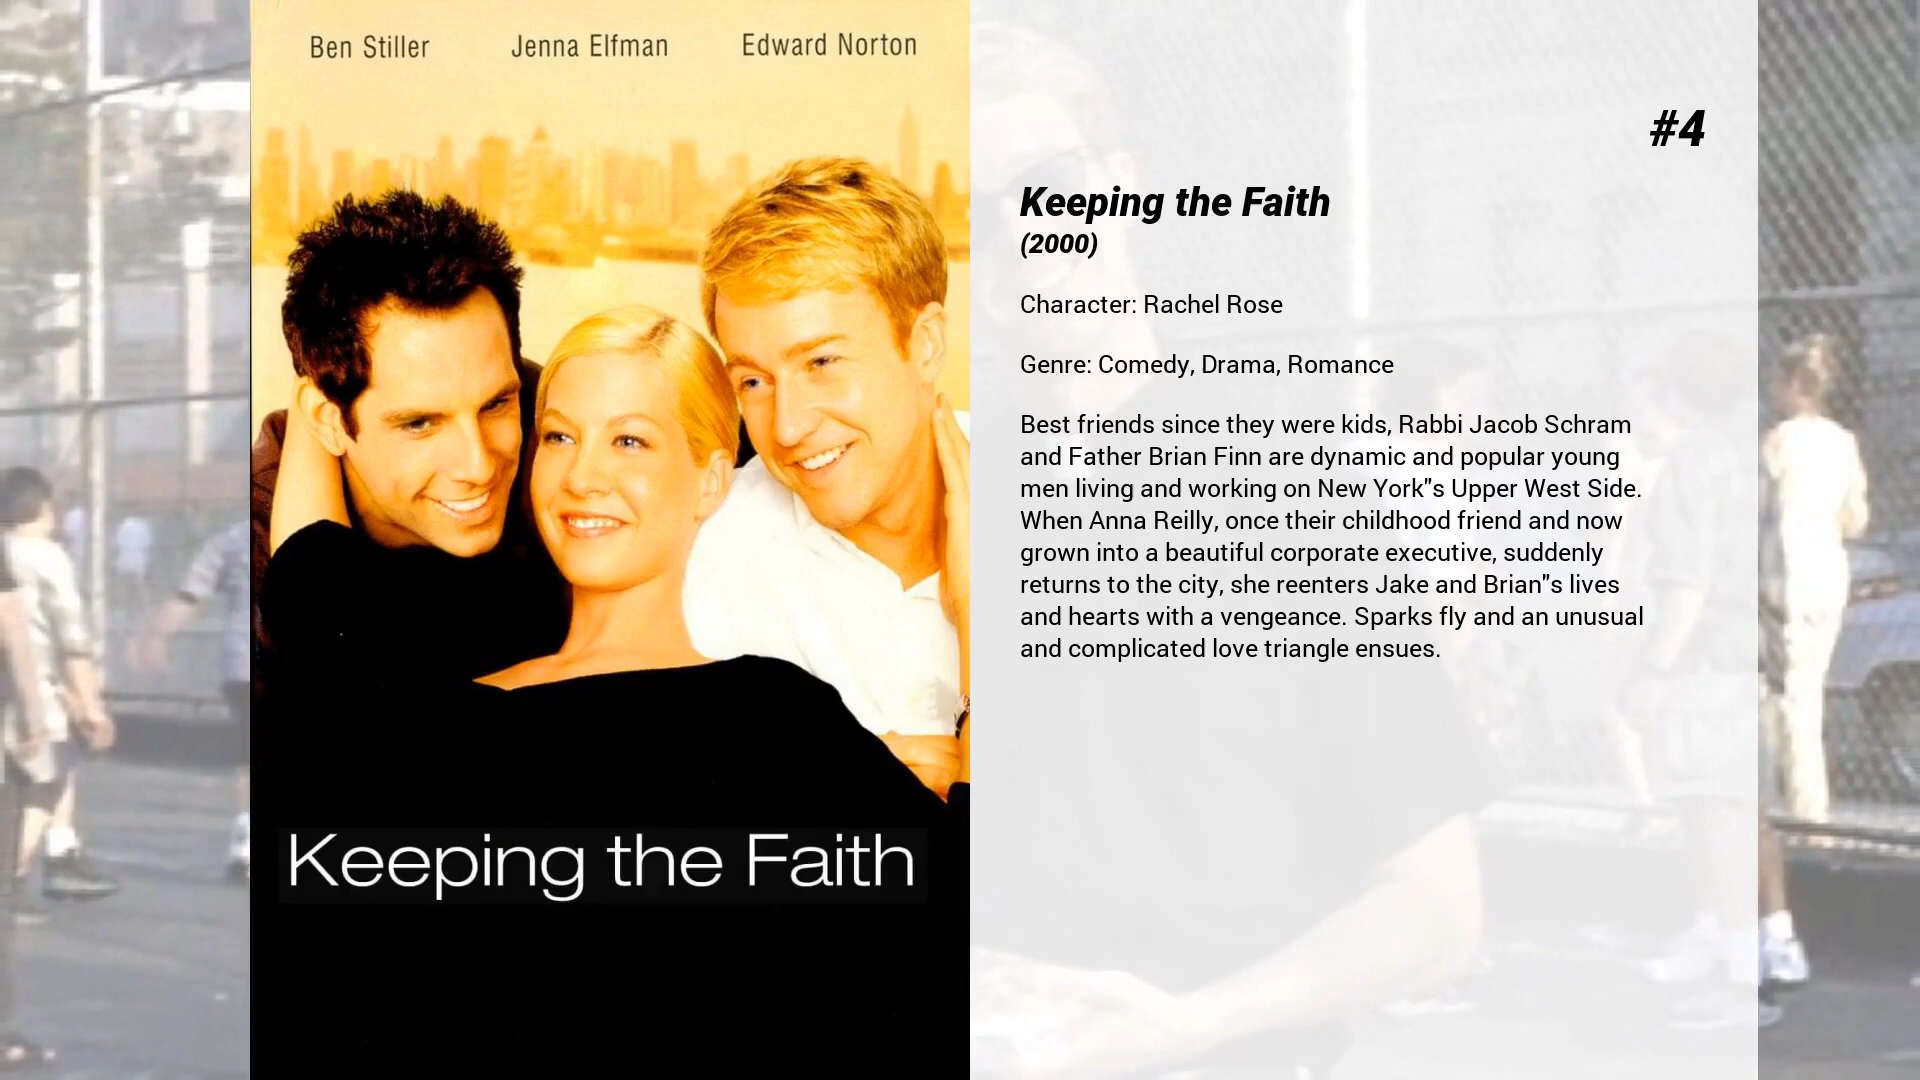 Ben Stiller Jenna Elfman Edward Norton
Keeping the Faith
#4
Keeping the Faith
(2000)
Character: Rachel Rose
Genre: Comedy, Drama, Romance
Best friends since they were kids, Rabbi Jacob Schram
and Father Brian Finn are dynamic and popular young
men living and working on New York"s Upper West Side.
When Anna Reilly, once their childhood friend and now
grown into a beautiful corporate executive, suddenly
returns to the city, she reenters Jake and Brian"s lives
and hearts with a vengeance. Sparks fly and an unusual
and complicated love triangle ensues.